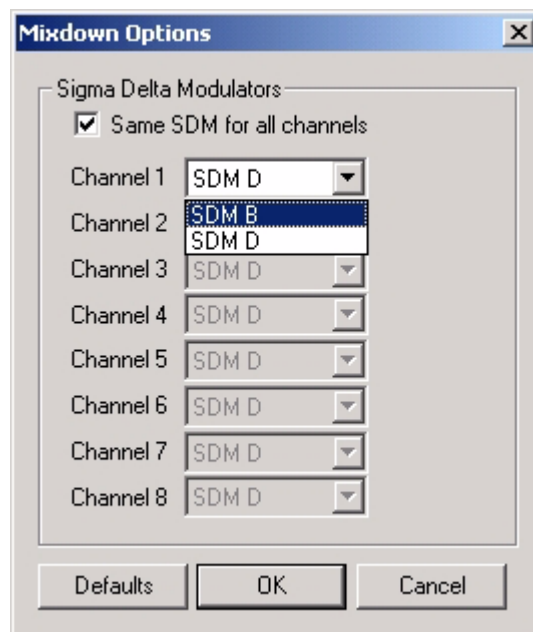 Mixdown Options
Sigma Delta Modulators
Same SDM for all channels
Channel 1 SDM D
SDM B
Channel 2
SDM D
Channel 3 SDM D
Channel 4 SDM D
Channel 5 SDM D
Channel 6 SDM D
Channel 7 SDM D
Channel 8 SDM D
Defaults OK Cancel